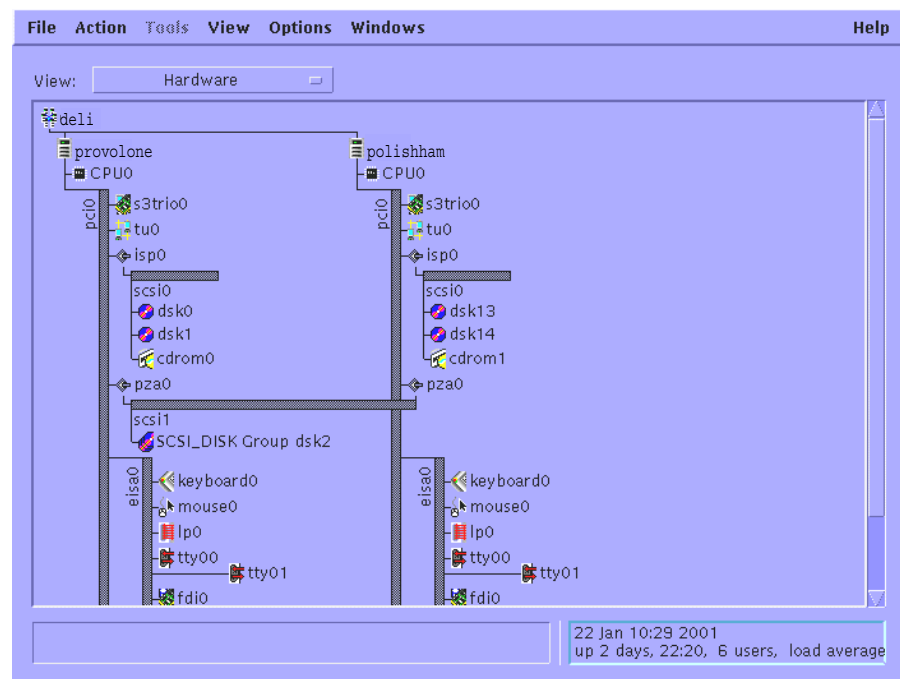 File Action Tools View Options Windows Help
View: Hardware
deli
provolone polishham
CPU0 CPU0
pci0 s3trio0 pci0 s3trio0
tu0 tu0
isp0 isp0
scsi0 scsi0
dsk0 dsk13
dsk1 dsk14
cdrom0 cdrom1
pza0 pza0
scsi1
SCSI_DISK Group dsk2
eisa0 keyboard0 eisa0 keyboard0
mouse0 mouse0
lp0 lp0
tty00 tty00
tty01 tty01
fdi0 fdi0
22 Jan 10:29 2001
up 2 days, 22:20, 6 users, load average